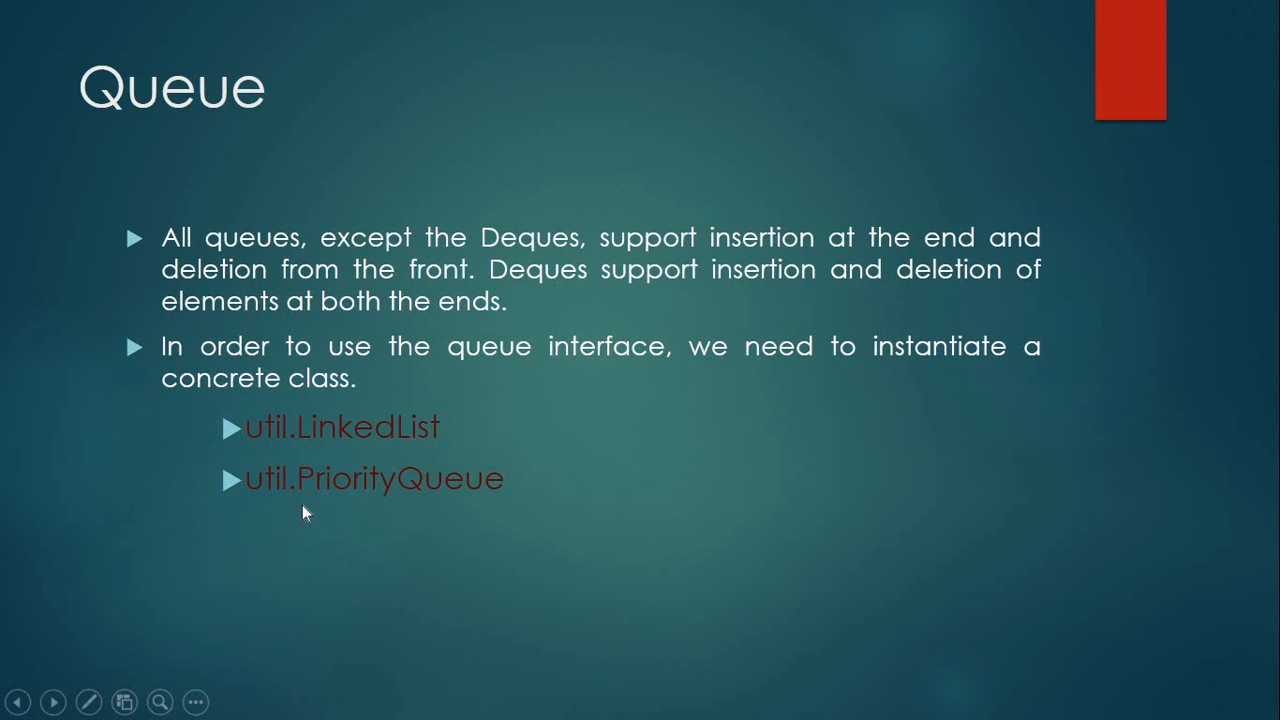 Queue
All queues, except the Deques, support insertion at the end and
deletion from the front. Deques support insertion and deletion of
elements at both the ends.
In order to use the queue interface, we need to instantiate a
concrete class.
util.LinkedList
util.PriorityQueue